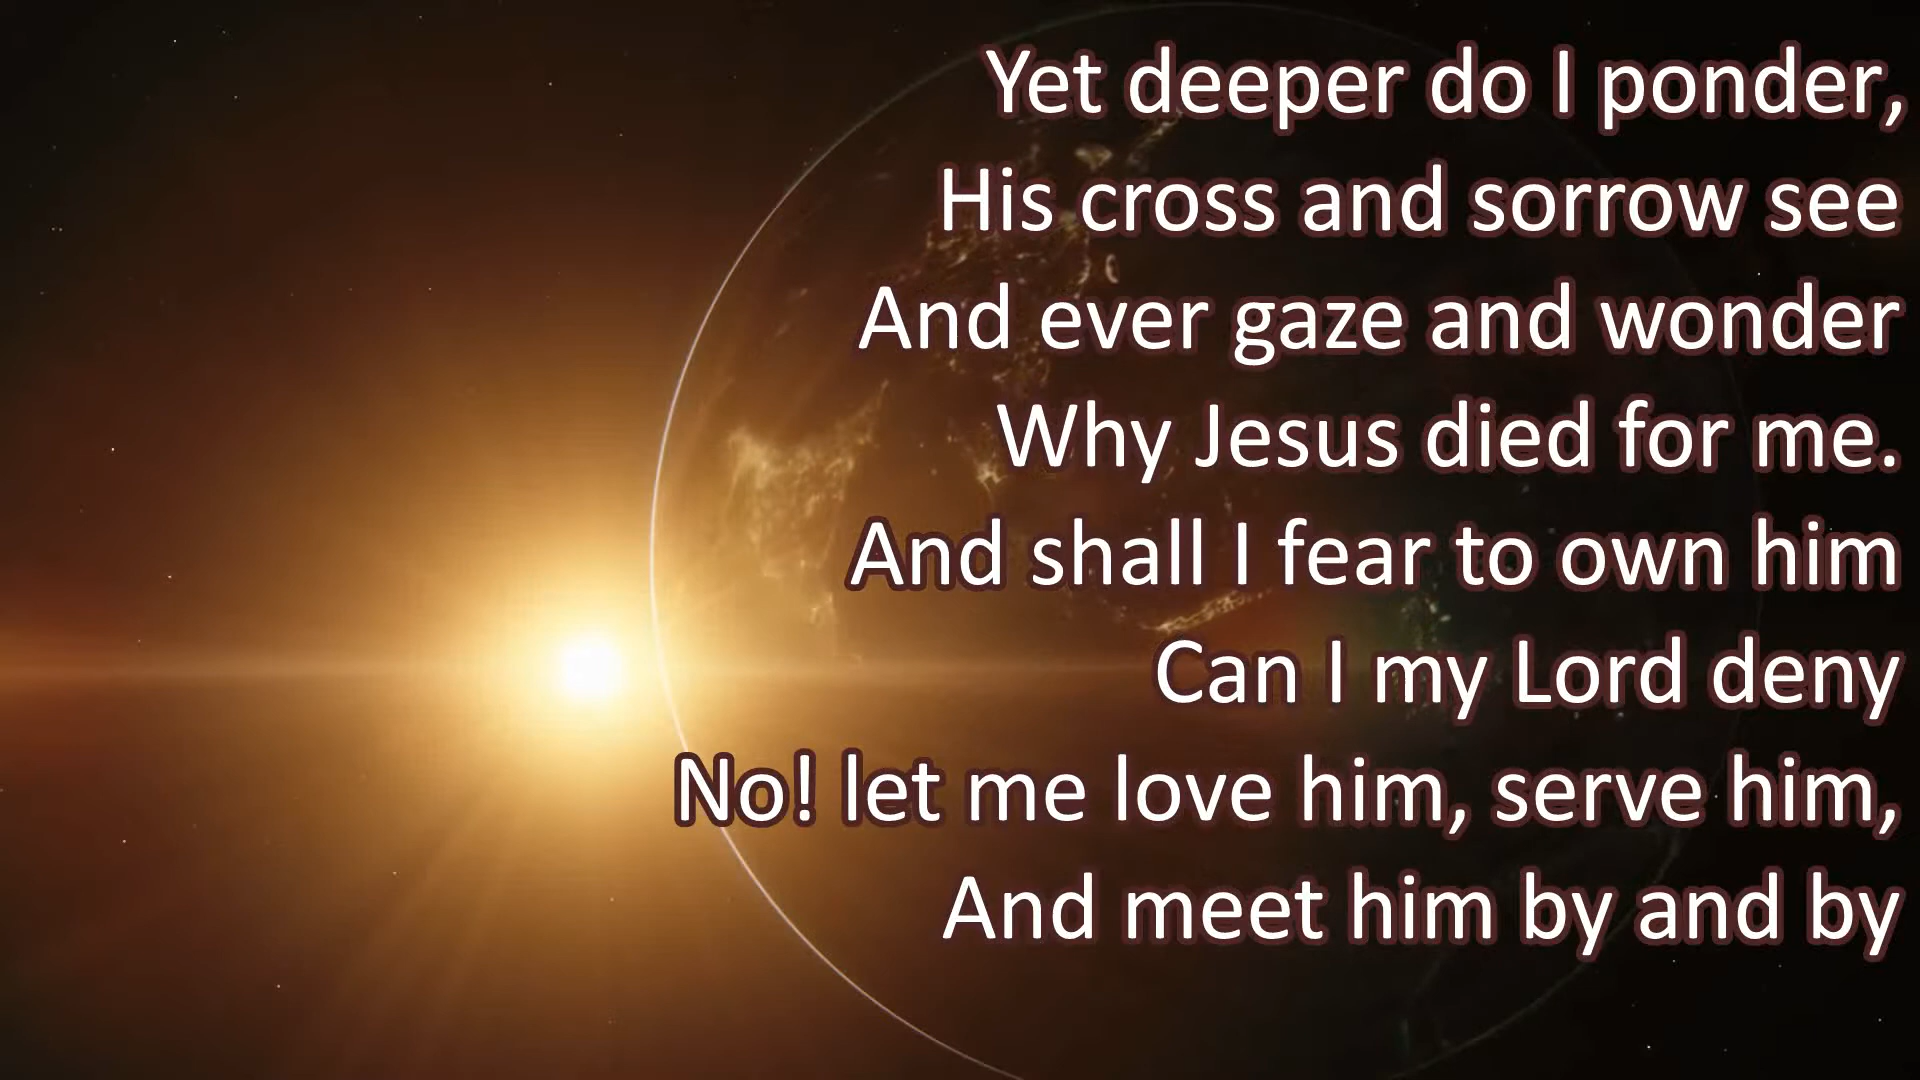 Yet deeper do I ponder,
His cross and sorrow see
And ever gaze and wonder
Why Jesus died for me.
And shall I fear to own him
Can I my Lord deny
No! let me love him, serve him,
And meet him by and by